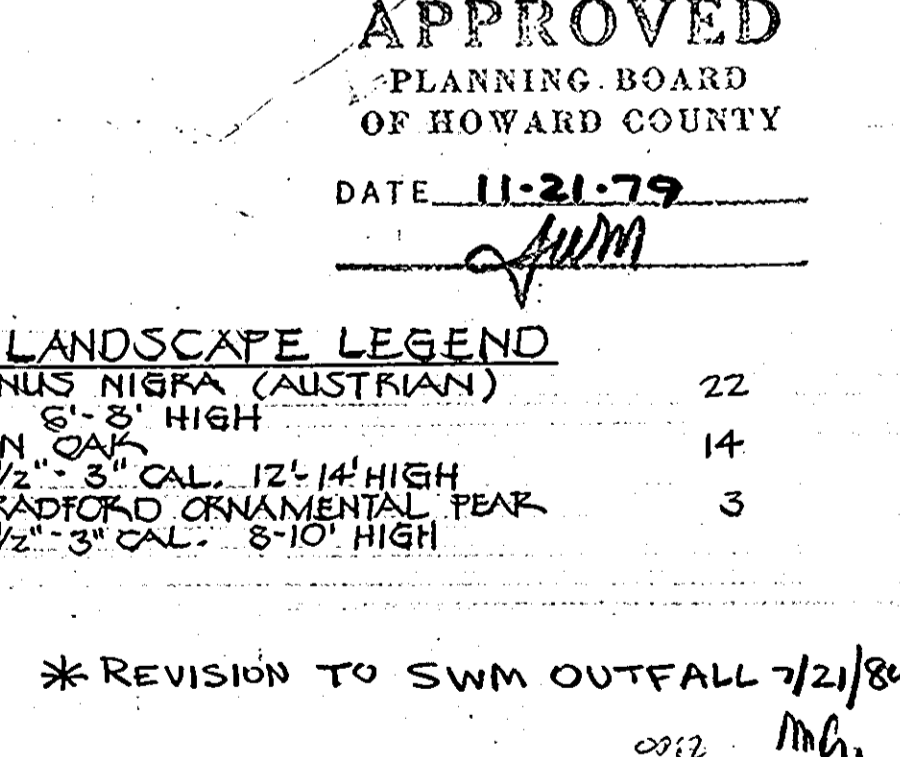 APPROVED
PLANNING BOARD
OF HOWARD COUNTY
DATE 11-21-79
LANDSCAPE LEGEND
NUS NIGRA (AUSTRIAN) 22
6'-8' HIGH
N OAK 14
1/2"- 3" CAL. 12'-14' HIGH
RADFORD ORNAMENTAL PEAR 3
1/2"-3" CAL. 8-10' HIGH
* REVISION TO SWM OUTFALL 7/21/80